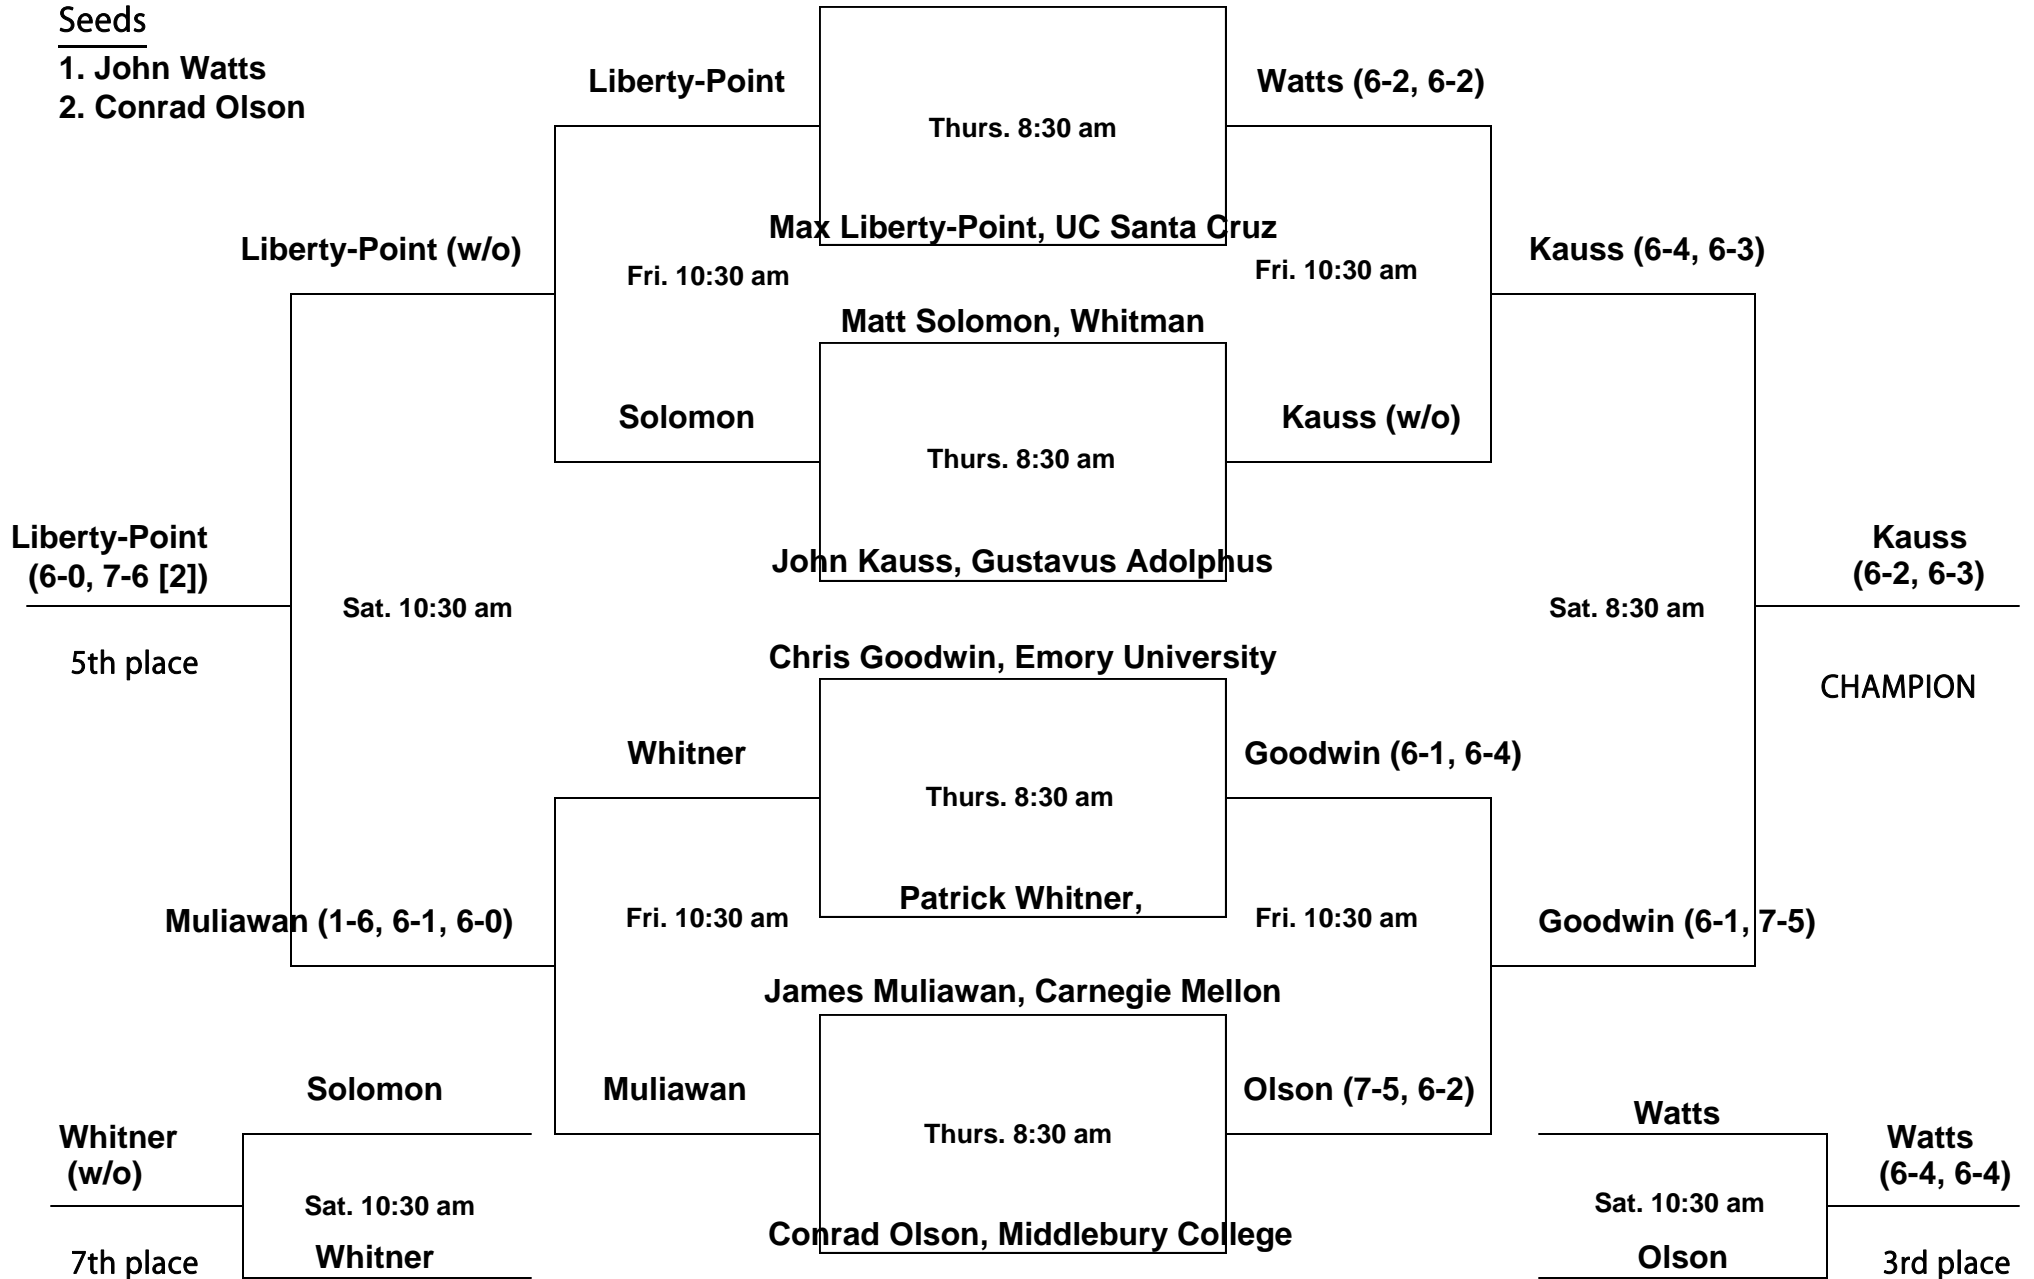 Seeds
1. John Watts
2. Conrad Olson
Liberty-Point
Watts (6-2, 6-2)
Thurs. 8:30 am
Max Liberty-Point, UC Santa Cruz
Liberty-Point (w/o)
Kauss (6-4, 6-3)
Fri. 10:30 am
Fri. 10:30 am
Matt Solomon, Whitman
Solomon
Kauss (w/o)
Thurs. 8:30 am
Liberty-Point
(6-0, 7-6 [2])
John Kauss, Gustavus Adolphus
Kauss
(6-2, 6-3)
Sat. 10:30 am
Sat. 8:30 am
5th place
Chris Goodwin, Emory University
CHAMPION
Whitner
Goodwin (6-1, 6-4)
Thurs. 8:30 am
Patrick Whitner,
Muliawan (1-6, 6-1, 6-0)
Fri. 10:30 am
Fri. 10:30 am
Goodwin (6-1, 7-5)
James Muliawan, Carnegie Mellon
Solomon
Muliawan
Olson (7-5, 6-2)
Watts
Whitner
(w/o)
Thurs. 8:30 am
Watts
(6-4, 6-4)
Sat. 10:30 am
Sat. 10:30 am
Conrad Olson, Middlebury College
7th place
Whitner
Olson
3rd place